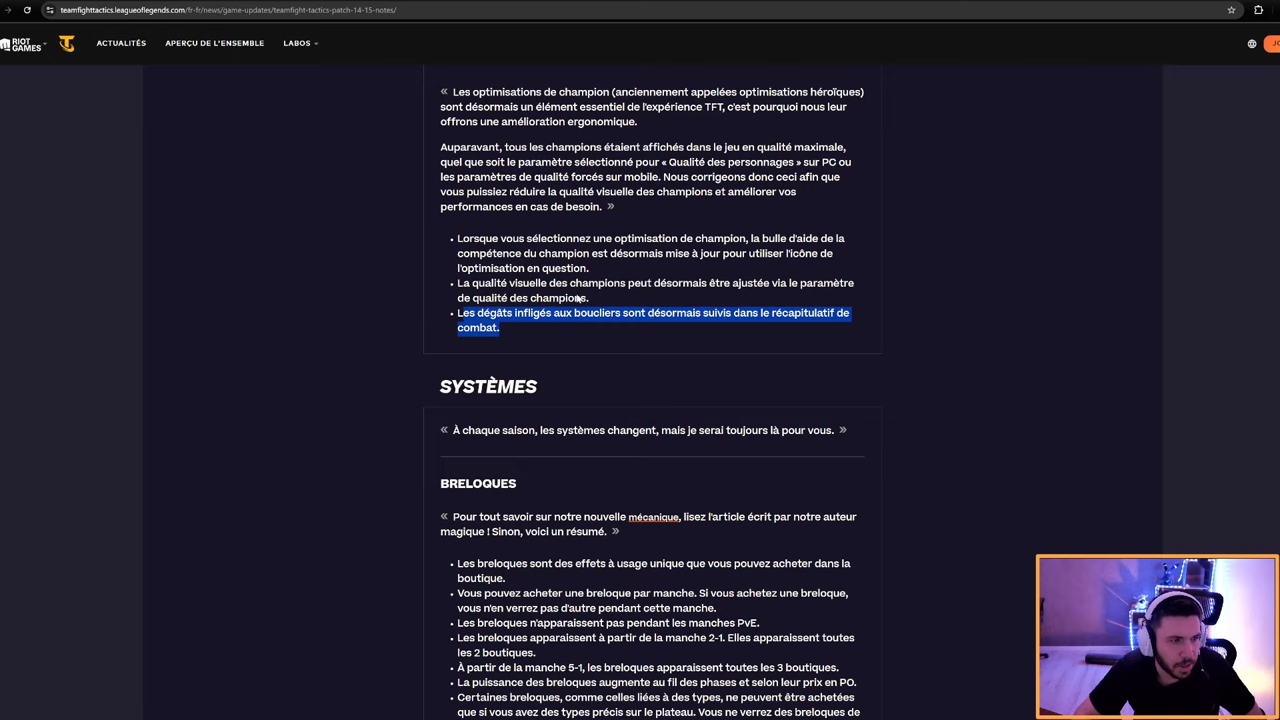 teamfighttactics.leagueoflegends.com/fr-fr/news/game-updates/teamfight-tactics-patch-14-15-notes/
RIOT GAMES
ACTUALITÉS
APERÇU DE L'ENSEMBLE
LABOS
JO
« Les optimisations de champion (anciennement appelées optimisations héroïques)
sont désormais un élément essentiel de l'expérience TFT, c'est pourquoi nous leur
offrons une amélioration ergonomique.
Auparavant, tous les champions étaient affichés dans le jeu en qualité maximale,
quel que soit le paramètre sélectionné pour « Qualité des personnages » sur PC ou
les paramètres de qualité forcés sur mobile. Nous corrigeons donc ceci afin que
vous puissiez réduire la qualité visuelle des champions et améliorer vos
performances en cas de besoin. »
• Lorsque vous sélectionnez une optimisation de champion, la bulle d'aide de la
compétence du champion est désormais mise à jour pour utiliser l'icône de
l'optimisation en question.
• La qualité visuelle des champions peut désormais être ajustée via le paramètre
de qualité des champions.
• Les dégâts infligés aux boucliers sont désormais suivis dans le récapitulatif de
combat.
SYSTÈMES
« À chaque saison, les systèmes changent, mais je serai toujours là pour vous. »
BRELOQUES
« Pour tout savoir sur notre nouvelle mécanique, lisez l'article écrit par notre auteur
magique ! Sinon, voici un résumé. »
• Les breloques sont des effets à usage unique que vous pouvez acheter dans la
boutique.
• Vous pouvez acheter une breloque par manche. Si vous achetez une breloque,
vous n'en verrez pas d'autre pendant cette manche.
• Les breloques n'apparaissent pas pendant les manches PvE.
• Les breloques apparaissent à partir de la manche 2-1. Elles apparaissent toutes
les 2 boutiques.
• À partir de la manche 5-1, les breloques apparaissent toutes les 3 boutiques.
• La puissance des breloques augmente au fil des phases et selon leur prix en PO.
• Certaines breloques, comme celles liées à des types, ne peuvent être achetées
que si vous avez des types précis sur le plateau. Vous ne verrez des breloques de